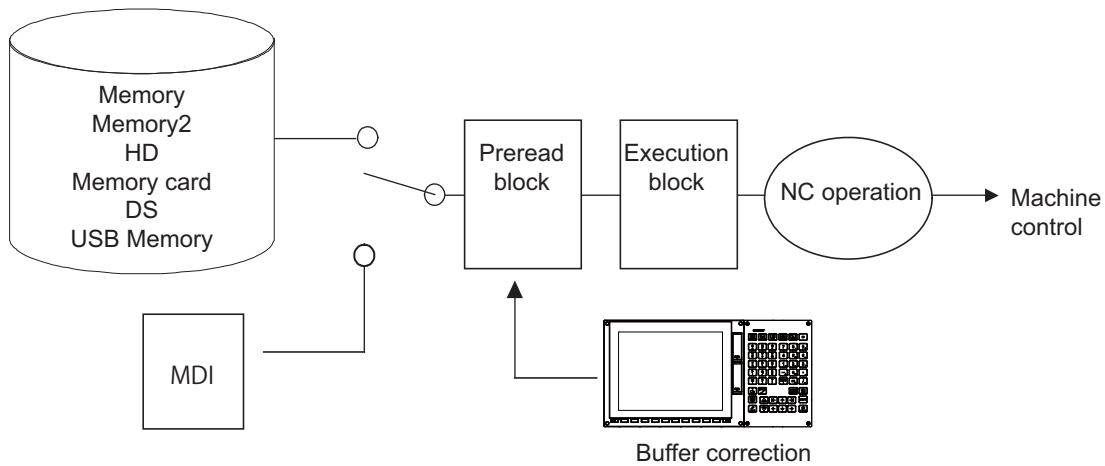 Memory
Memory2
HD
Memory card
DS
USB Memory
Preread
block
Execution
block
NC operation
Machine
control
MDI
Buffer correction